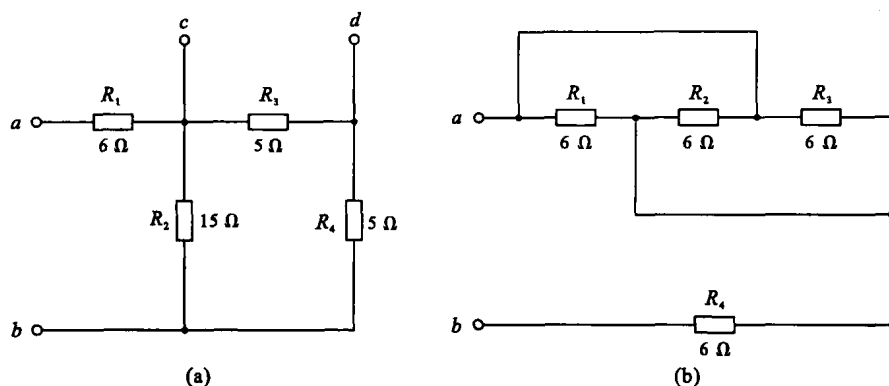 c d
R₁ R₃
a
6 Ω 5 Ω
R₂ 15 Ω R₄ 5 Ω
b
(a)
R₁ R₂ R₃
a
6 Ω 6 Ω 6 Ω
R₄
b
6 Ω
(b)